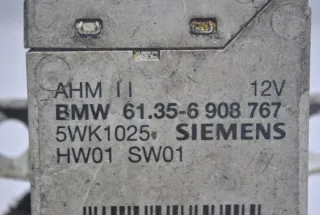 AHM II 12V
BMW 61.35-6 908 767
5WK1025 SIEMENS
HW01 SW01